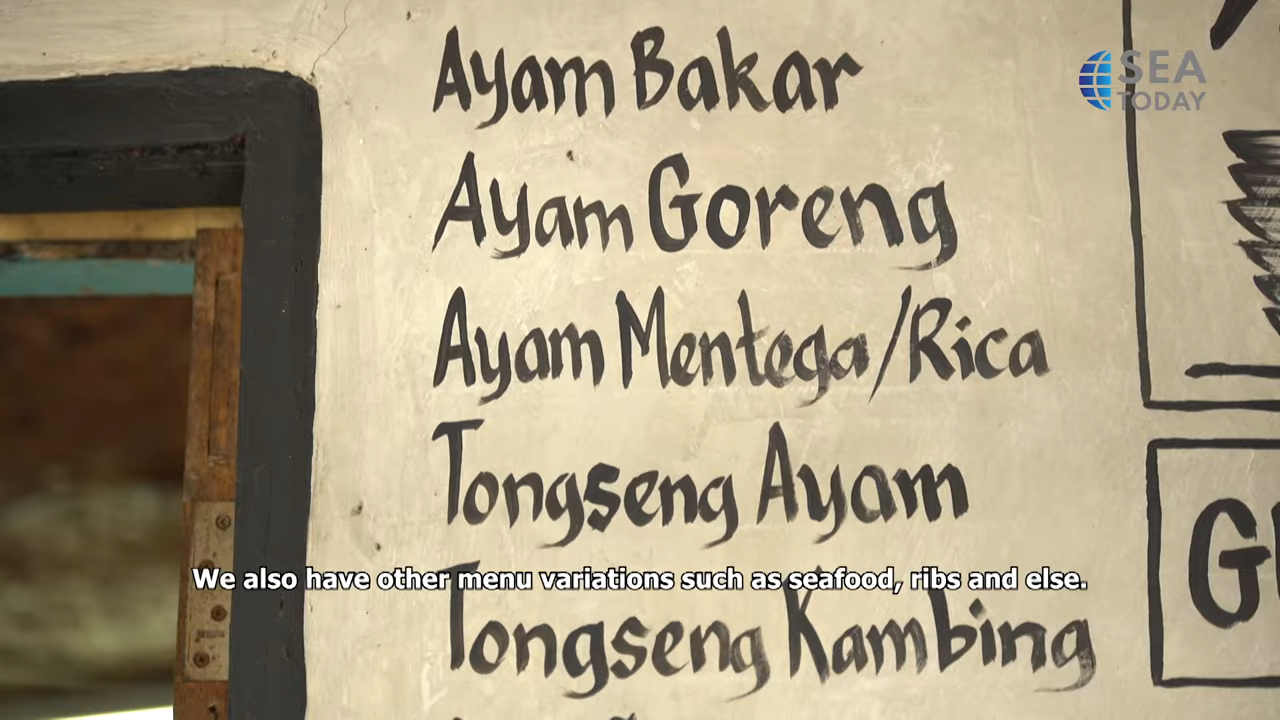 Ayam Bakar
SEA
TODAY
Ayam Goreng
Ayam Mentega/Rica
Tongseng Ayam
We also have other menu variations such as seafood, ribs and else.
Tongseng Kambing